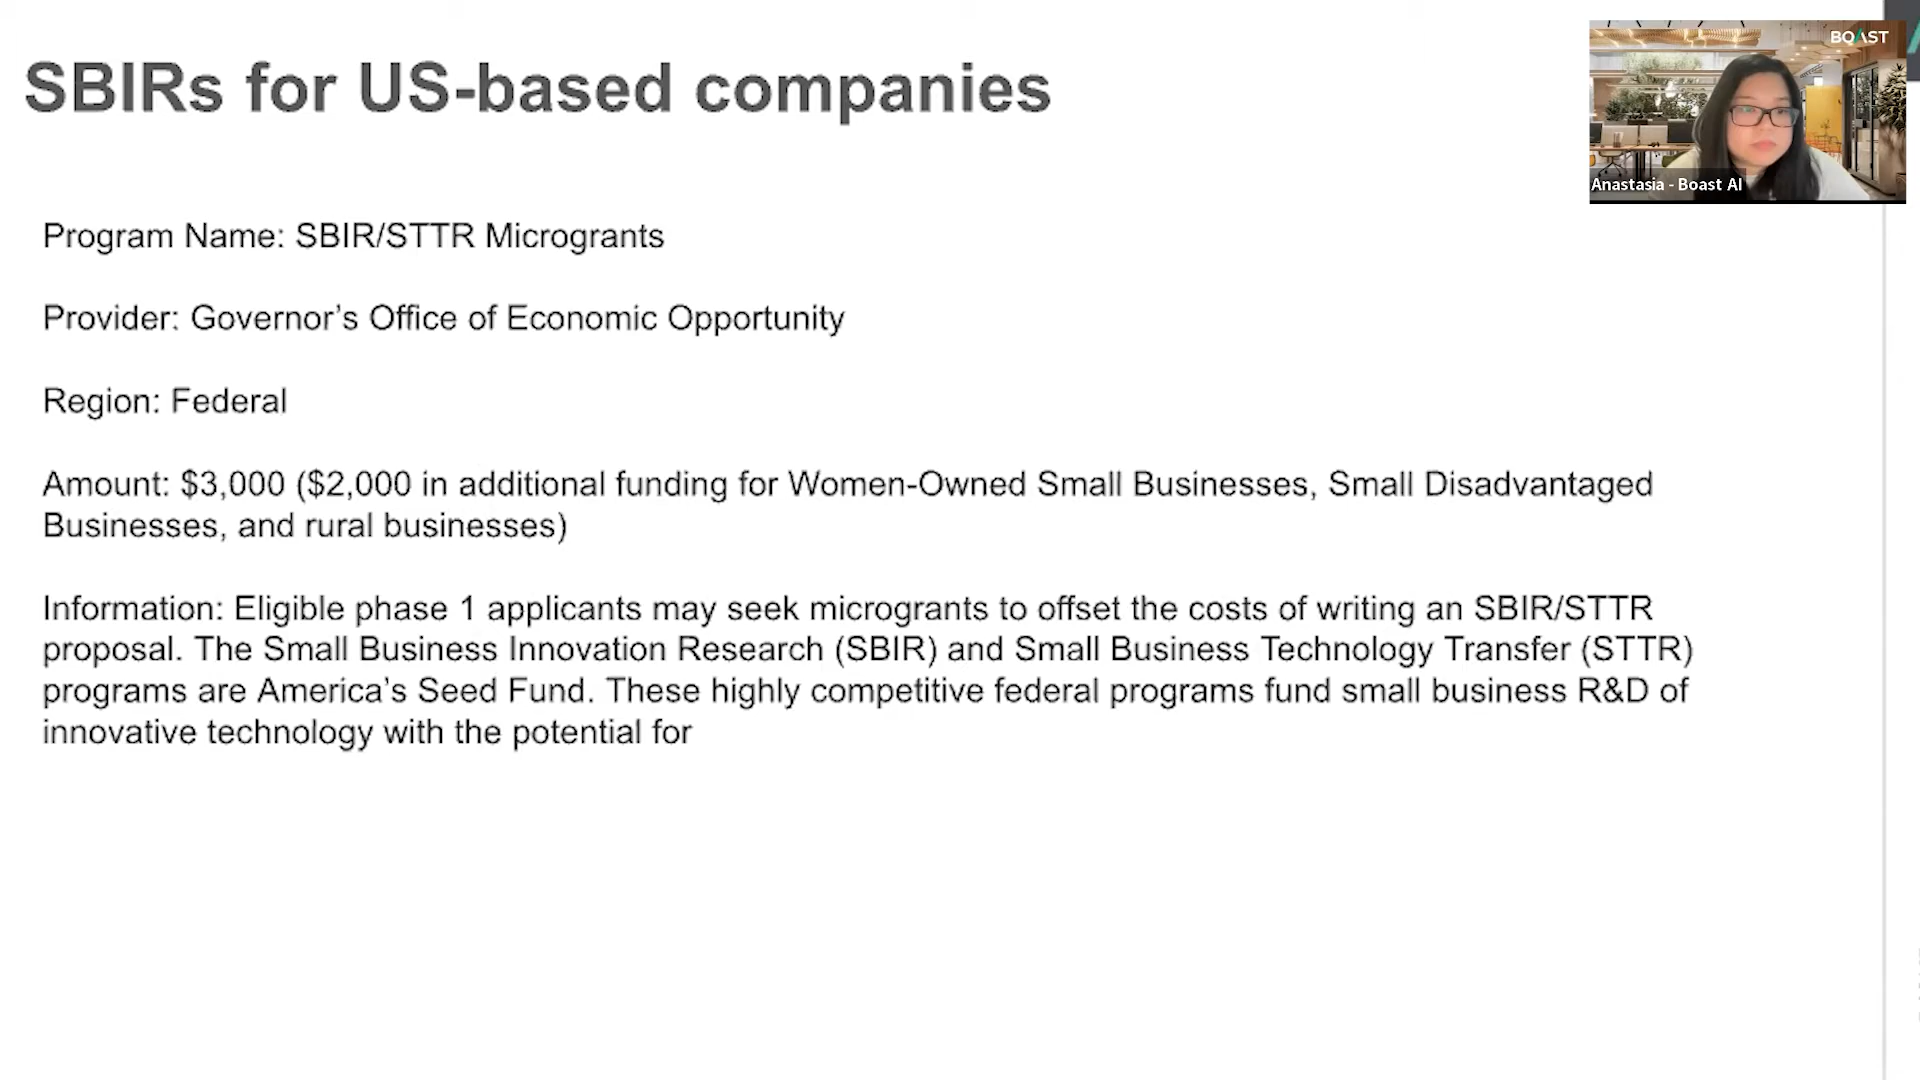 SBIRs for US-based companies
BOAST
Anastasia - Boast AI
Program Name: SBIR/STTR Microgrants
Provider: Governor’s Office of Economic Opportunity
Region: Federal
Amount: $3,000 ($2,000 in additional funding for Women-Owned Small Businesses, Small Disadvantaged
Businesses, and rural businesses)
Information: Eligible phase 1 applicants may seek microgrants to offset the costs of writing an SBIR/STTR
proposal. The Small Business Innovation Research (SBIR) and Small Business Technology Transfer (STTR)
programs are America’s Seed Fund. These highly competitive federal programs fund small business R&D of
innovative technology with the potential for